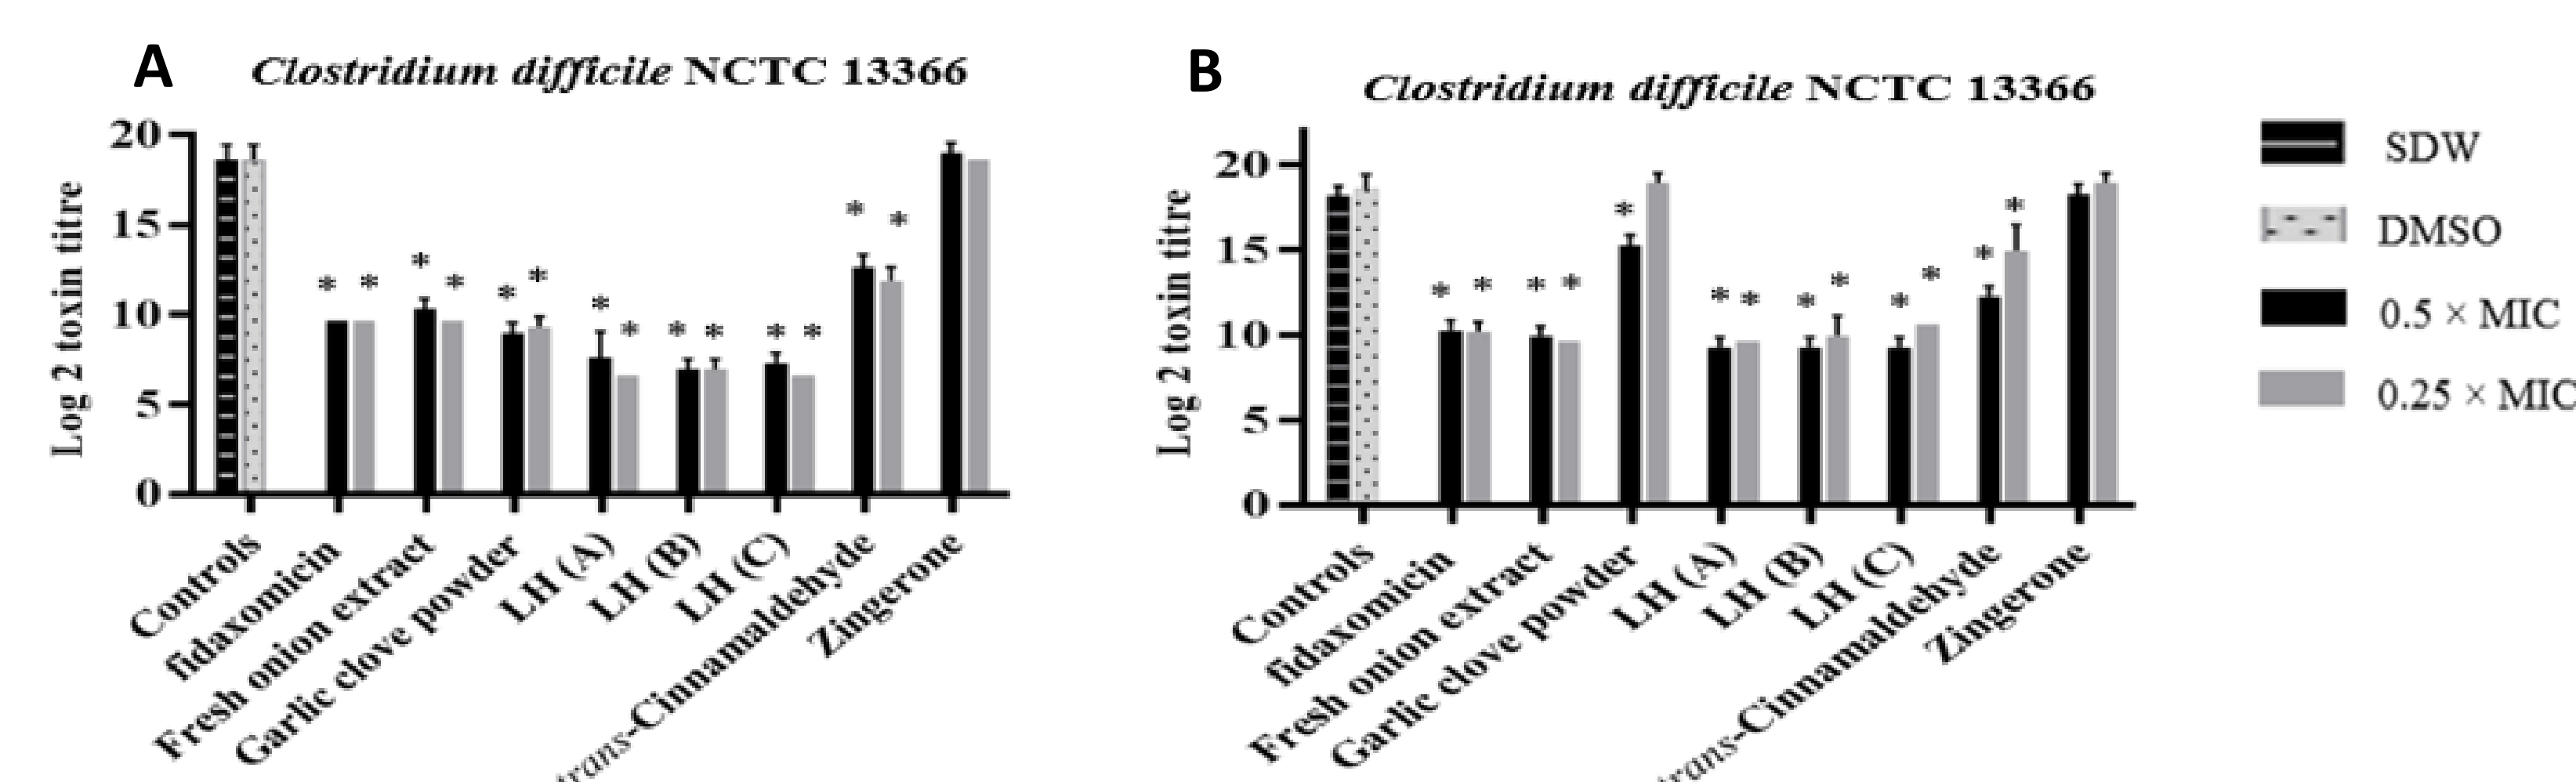 A
Clostridium difficile NCTC 13366
Log 2 toxin titre
20
15
10
5
0
* * * * * * * * * * * * * *
Controls
fidaxomicin
Fresh onion extract
Garlic clove powder
LH (A)
LH (B)
LH (C)
trans-Cinnamaldehyde
Zingerone
B
Clostridium difficile NCTC 13366
Log 2 toxin titre
20
15
10
5
0
* * * * * * * * * * * * *
Controls
fidaxomicin
Fresh onion extract
Garlic clove powder
LH (A)
LH (B)
LH (C)
trans-Cinnamaldehyde
Zingerone
SDW
DMSO
0.5 × MIC
0.25 × MIC